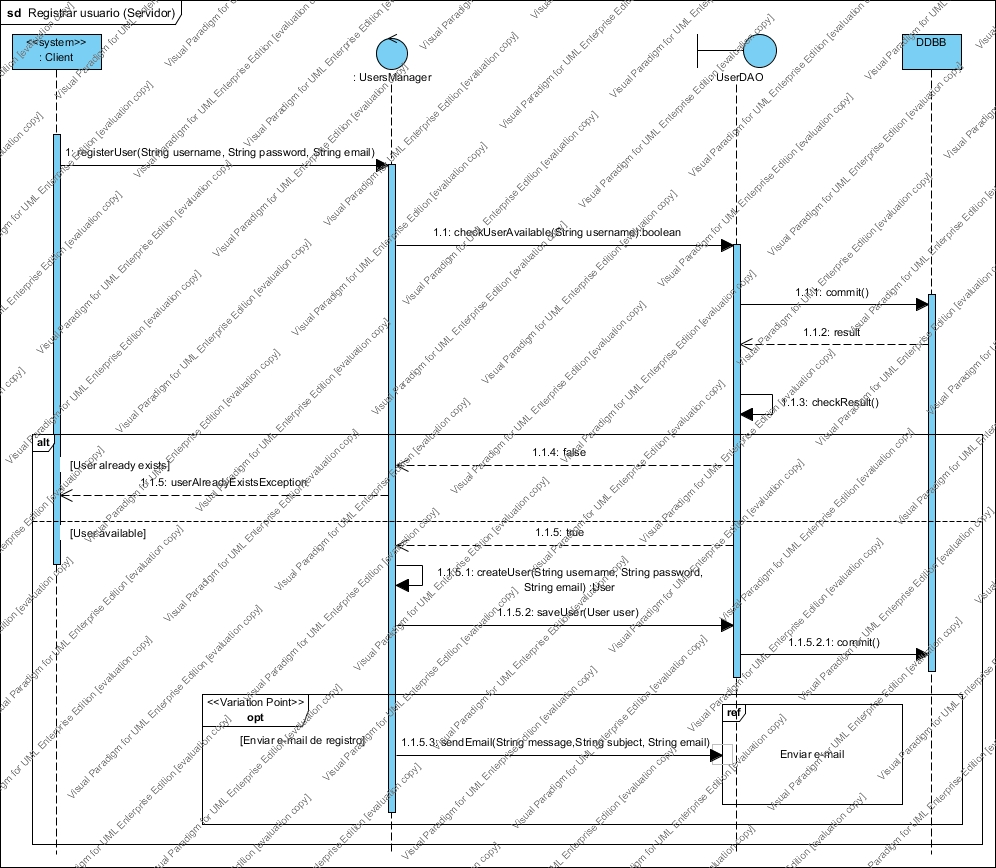 sd Registrar usuario (Servidor)
<<system>>
: Client
: UsersManager
UserDAO
DDBB
1: registerUser(String username, String password, String email)
1.1: checkUserAvailable(String username):boolean
1.1.1: commit()
1.1.2: result
1.1.3: checkResult()
alt
1.1.4: false
[User already exists]
1.1.5: userAlreadyExistsException
[User available]
1.1.5: true
1.1.5.1: createUser(String username, String password,
String email) :User
1.1.5.2: saveUser(User user)
1.1.5.2.1: commit()
<<Variation Point>>
opt
ref
[Enviar e-mail de registro]
1.1.5.3: sendEmail(String message,String subject, String email)
Enviar e-mail
Visual Paradigm for UML Enterprise Edition [evaluation copy]